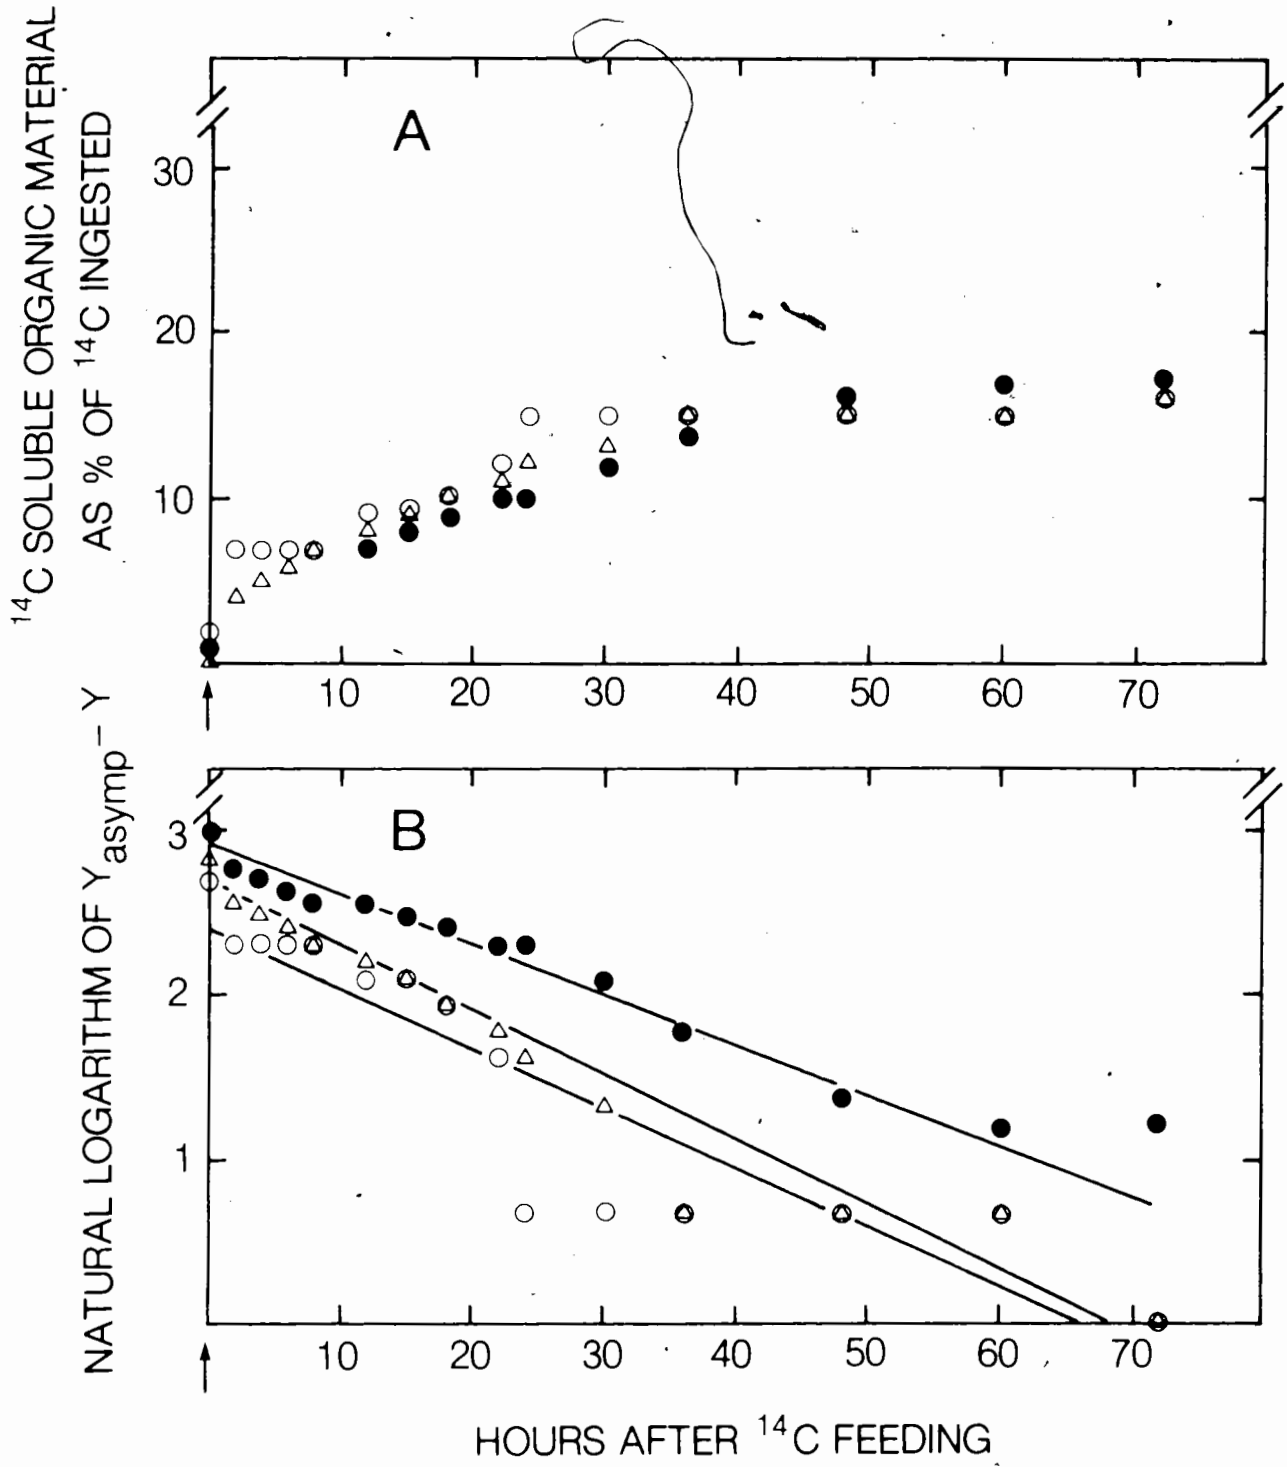 ¹⁴C SOLUBLE ORGANIC MATERIAL
AS % OF ¹⁴C INGESTED
A
30
20
10
10 20 30 40 50 60 70
NATURAL LOGARITHM OF Yasymp− Y
B
3
2
1
10 20 30 40 50 60 70
HOURS AFTER ¹⁴C FEEDING